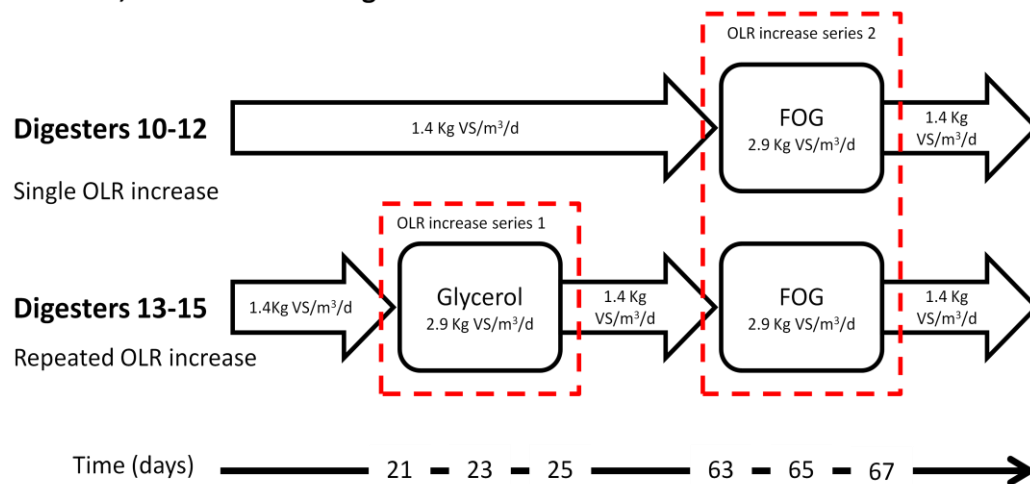 OLR increase series 2
Digesters 10-12
1.4 Kg VS/m³/d
FOG
2.9 Kg VS/m³/d
1.4 Kg
VS/m³/d
Single OLR increase
OLR increase series 1
Digesters 13-15
1.4Kg VS/m³/d
Glycerol
2.9 Kg VS/m³/d
1.4 Kg
VS/m³/d
FOG
2.9 Kg VS/m³/d
1.4 Kg
VS/m³/d
Repeated OLR increase
Time (days) 21 23 25 63 65 67